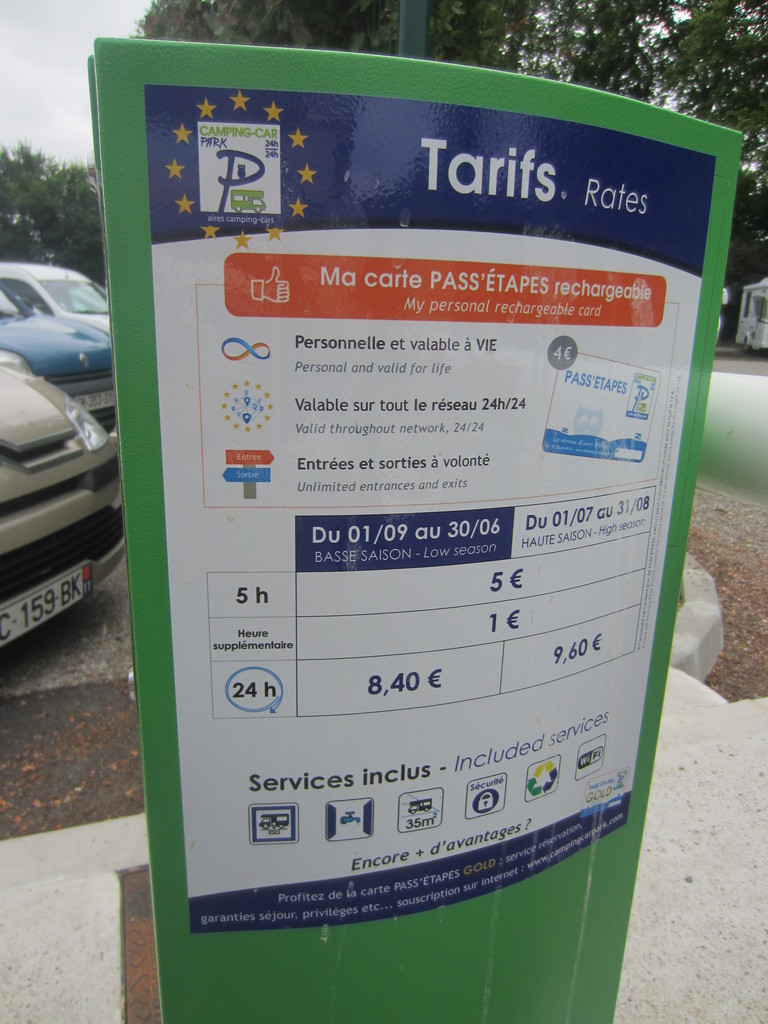 CAMPING-CAR
PARK
24h
24h
aires camping-cars
Tarifs Rates
Ma carte PASS'ÉTAPES rechargeable
My personal rechargeable card
Personnelle et valable à VIE
Personal and valid for life
4€
PASS'ETAPES
Valable sur tout le réseau 24h/24
Valid throughout network, 24/24
Entrée
Sortie
Entrées et sorties à volonté
Unlimited entrances and exits
Du 01/09 au 30/06
BASSE SAISON - Low season
Du 01/07 au 31/08
HAUTE SAISON - High season
5 h
5 €
Heure
supplémentaire
1 €
24 h
8,40 €
9,60 €
Services inclus - Included services
35m²
Sécurité
WiFi
GOLD
Encore + d'avantages ?
Profitez de la carte PASS'ÉTAPES GOLD : service réservation,
garanties séjour, privilèges etc... souscription sur internet : www.campingcarpark.com
C-159-BK